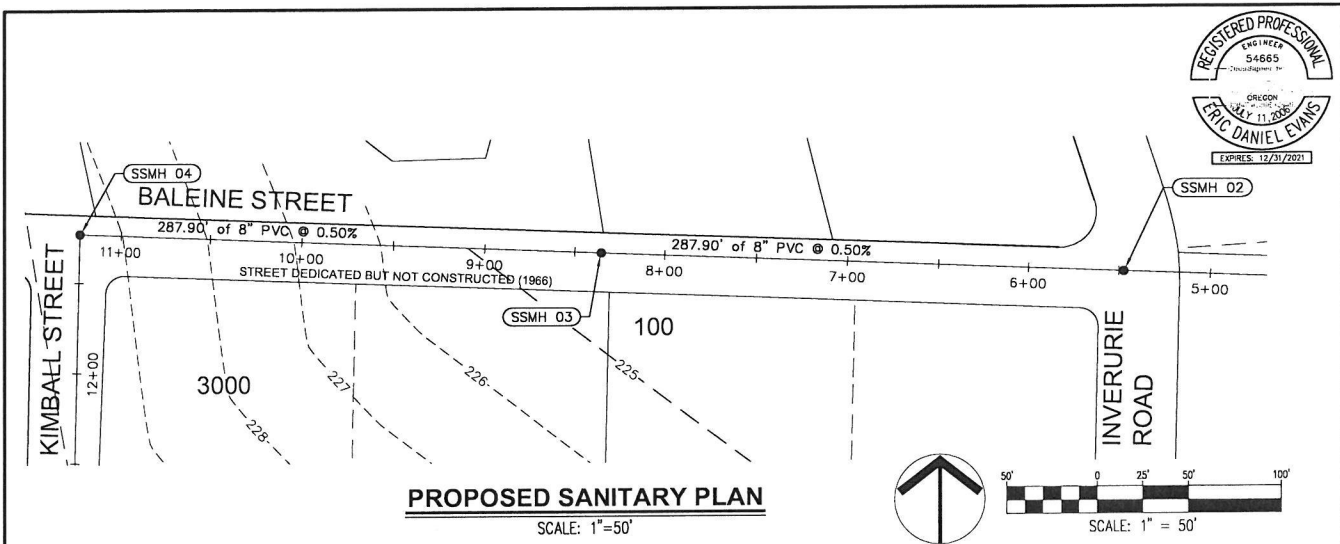 REGISTERED PROFESSIONAL
ENGINEER
54665
OREGON
JULY 11, 2006
ERIC DANIEL EVANS
EXPIRES: 12/31/2021
SSMH 04
SSMH 02
BALEINE STREET
287.90' of 8" PVC @ 0.50%
287.90' of 8" PVC @ 0.50%
11+00
10+00
9+00
8+00
7+00
6+00
5+00
STREET DEDICATED BUT NOT CONSTRUCTED (1966)
SSMH 03
KIMBALL STREET
12+00
3000
100
228
227
226
225
INVERURIE
ROAD
PROPOSED SANITARY PLAN
SCALE: 1"=50'
50'
0
25'
50'
100'
SCALE: 1" = 50'